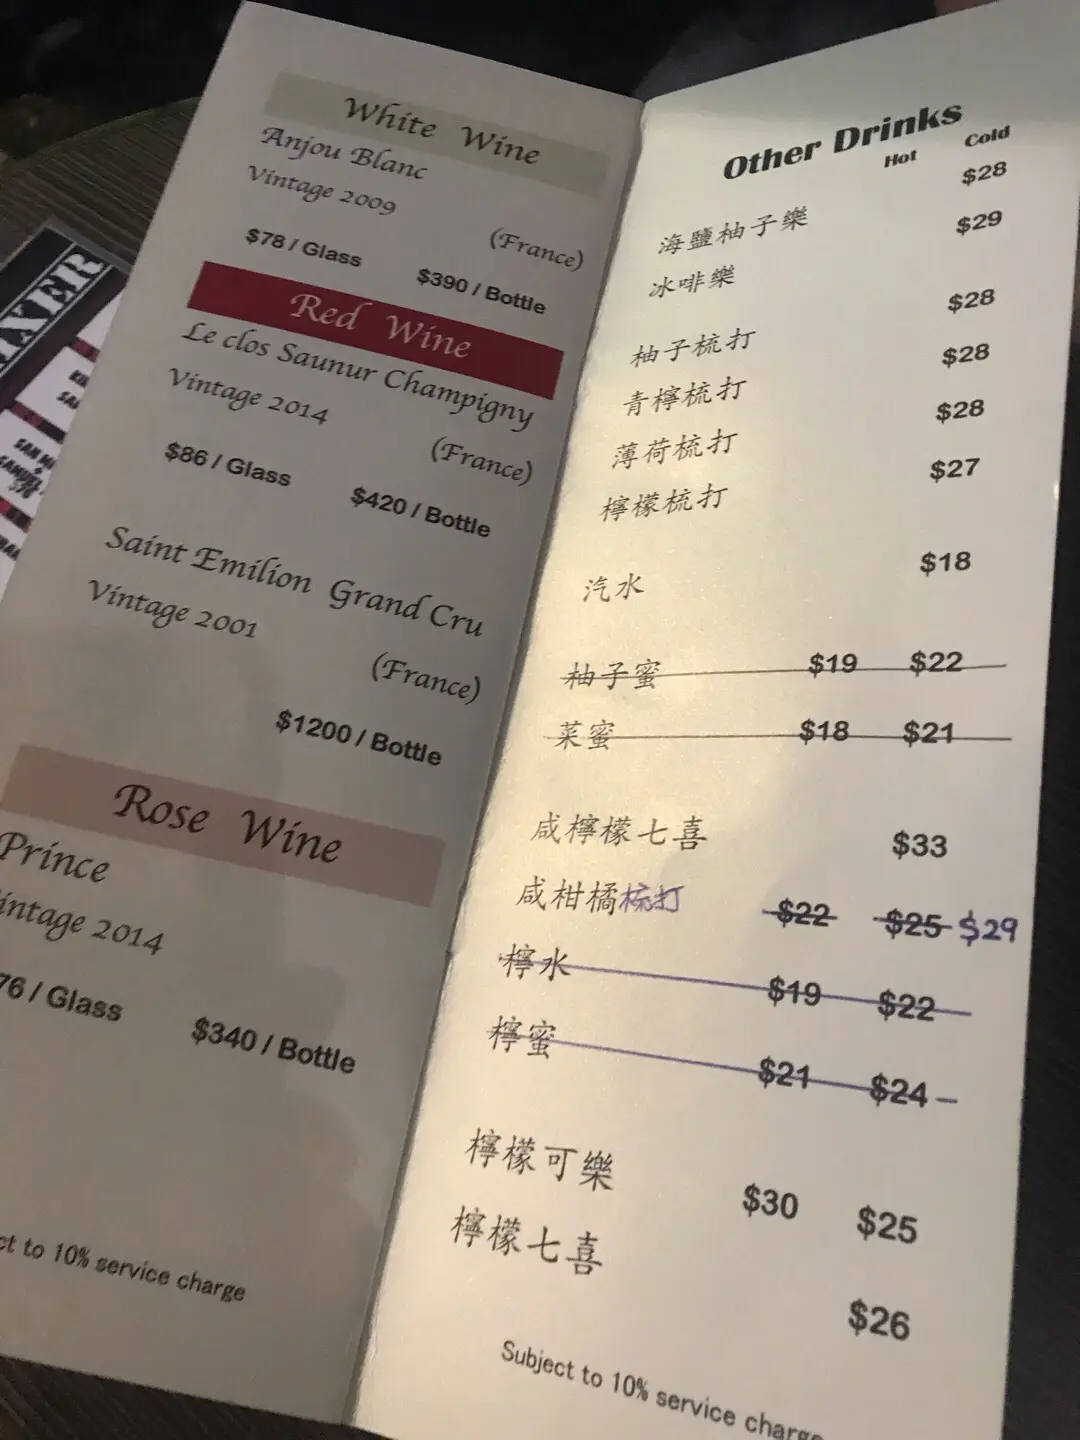 White Wine
Anjou Blanc
Vintage 2009
(France)
$78 / Glass $390 / Bottle
Red Wine
Le clos Saunur Champigny
Vintage 2014
(France)
$86 / Glass $420 / Bottle
Saint Emilion Grand Cru
Vintage 2001
(France)
$1200 / Bottle
Rose Wine
Prince
intage 2014
76 / Glass $340 / Bottle
ct to 10% service charge
Other Drinks
Hot Cold
海鹽柚子樂 $28
冰啡樂 $29
柚子梳打 $28
青檸梳打 $28
薄荷梳打 $28
檸檬梳打 $27
汽水 $18
柚子蜜 $19 $22
菜蜜 $18 $21
咸檸檬七喜 $33
咸柑橘梳打 $22 $25 $29
檸水 $19 $22
檸蜜 $21 $24
檸檬可樂 $30 $25
檸檬七喜 $26
Subject to 10% service charge